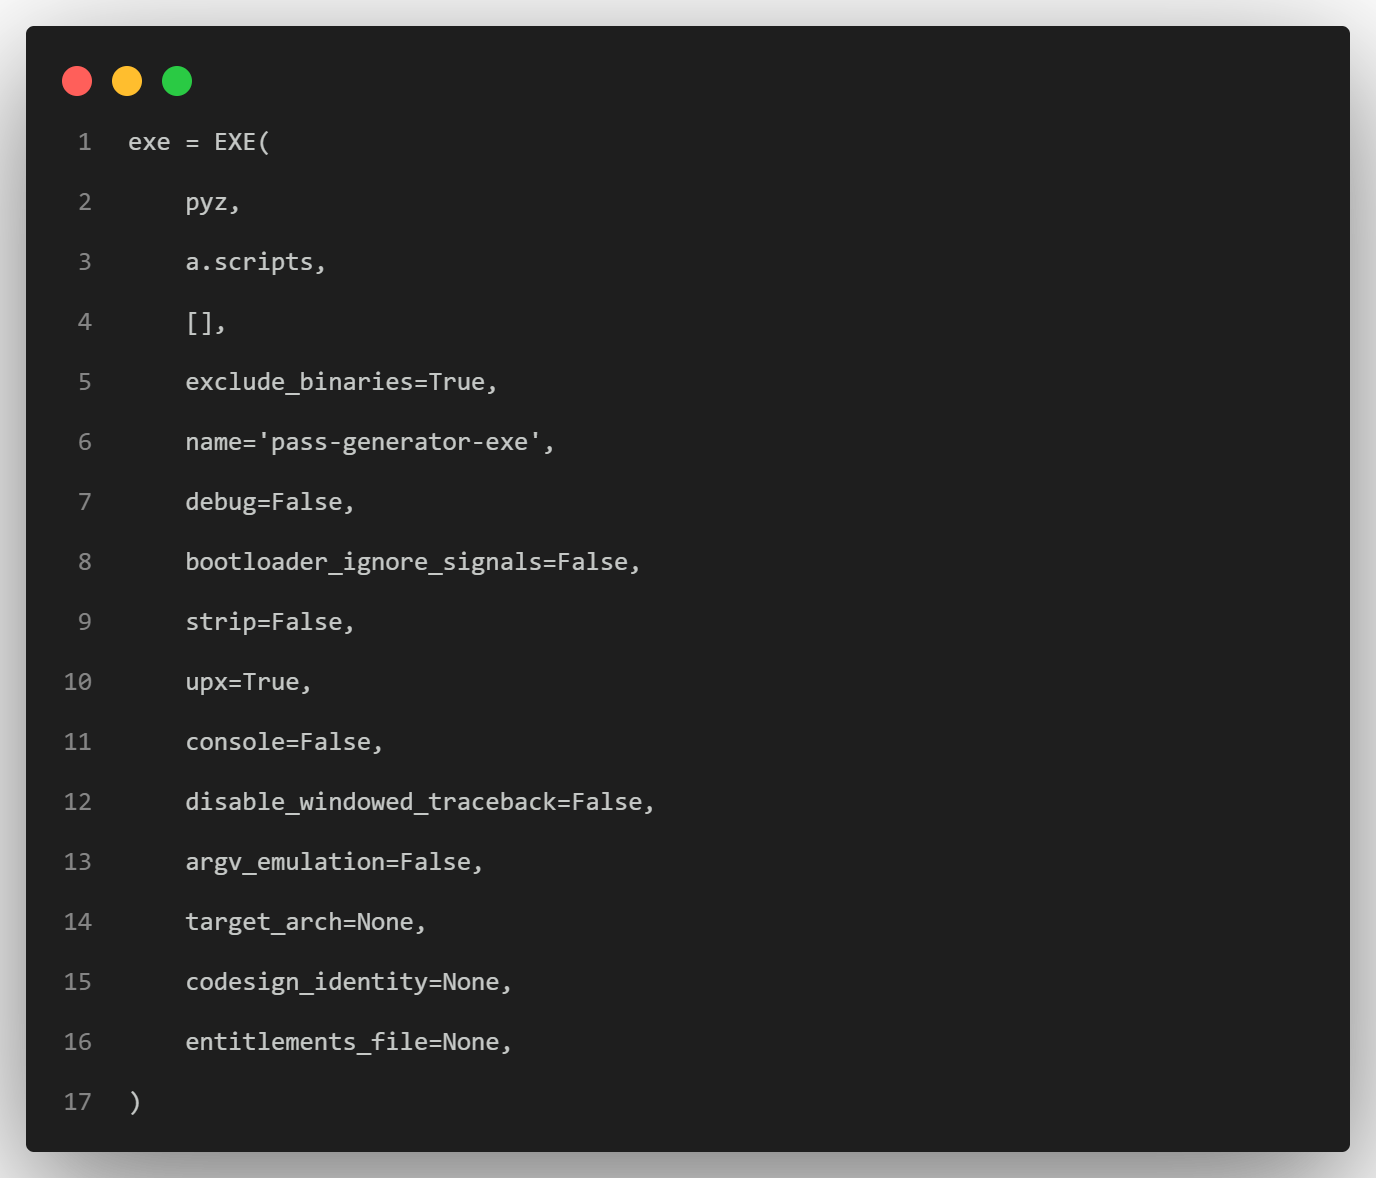 1 exe = EXE(
2     pyz,
3     a.scripts,
4     [],
5     exclude_binaries=True,
6     name='pass-generator-exe',
7     debug=False,
8     bootloader_ignore_signals=False,
9     strip=False,
10     upx=True,
11     console=False,
12     disable_windowed_traceback=False,
13     argv_emulation=False,
14     target_arch=None,
15     codesign_identity=None,
16     entitlements_file=None,
17 )